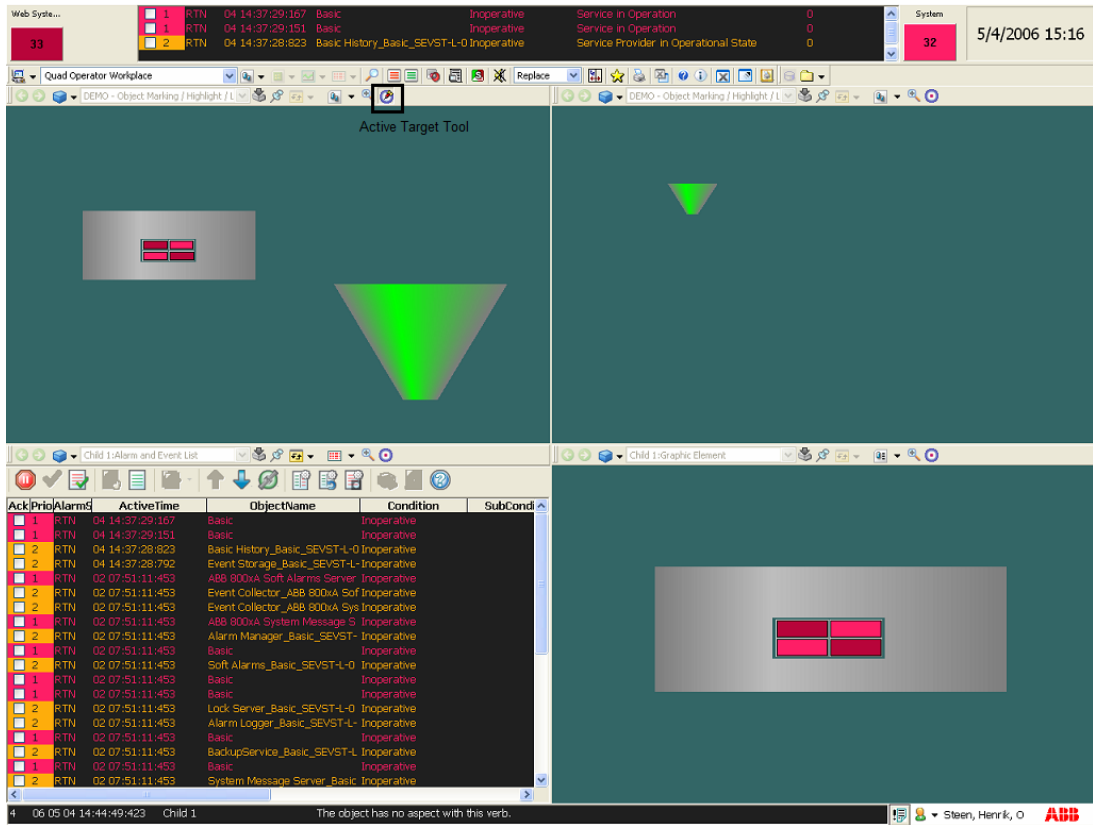 Web Syste...
33
1 RTN 04 14:37:29:167 Basic Inoperative Service in Operation 0
1 RTN 04 14:37:29:151 Basic Inoperative Service in Operation 0
2 RTN 04 14:37:28:823 Basic History_Basic_SEVST-L-0 Inoperative Service Provider in Operational State 0
System
32
5/4/2006 15:16
Quad Operator Workplace Replace
DEMO - Object Marking / Highlight / L
DEMO - Object Marking / Highlight / L
Active Target Tool
Child 1:Alarm and Event List
Child 1:Graphic Element
Ack Prio AlarmS ActiveTime ObjectName Condition SubCondi
1 RTN 04 14:37:29:167 Basic Inoperative
1 RTN 04 14:37:29:151 Basic Inoperative
2 RTN 04 14:37:28:823 Basic History_Basic_SEVST-L-0 Inoperative
2 RTN 04 14:37:28:792 Event Storage_Basic_SEVST-L- Inoperative
1 RTN 02 07:51:11:453 ABB 800xA Soft Alarms Server Inoperative
2 RTN 02 07:51:11:453 Event Collector_ABB 800xA Sof Inoperative
2 RTN 02 07:51:11:453 Event Collector_ABB 800xA Sys Inoperative
1 RTN 02 07:51:11:453 ABB 800xA System Message S Inoperative
2 RTN 02 07:51:11:453 Alarm Manager_Basic_SEVST- Inoperative
1 RTN 02 07:51:11:453 Basic Inoperative
2 RTN 02 07:51:11:453 Soft Alarms_Basic_SEVST-L-0 Inoperative
1 RTN 02 07:51:11:453 Basic Inoperative
1 RTN 02 07:51:11:453 Basic Inoperative
2 RTN 02 07:51:11:453 Lock Server_Basic_SEVST-L-0 Inoperative
2 RTN 02 07:51:11:453 Alarm Logger_Basic_SEVST-L- Inoperative
1 RTN 02 07:51:11:453 Basic Inoperative
2 RTN 02 07:51:11:453 BackupService_Basic_SEVST-L Inoperative
1 RTN 02 07:51:11:453 Basic Inoperative
2 RTN 02 07:51:11:453 System Message Server_Basic Inoperative
4 06 05 04 14:44:49:423 Child 1 The object has no aspect with this verb. Steen, Henrik, O ABB